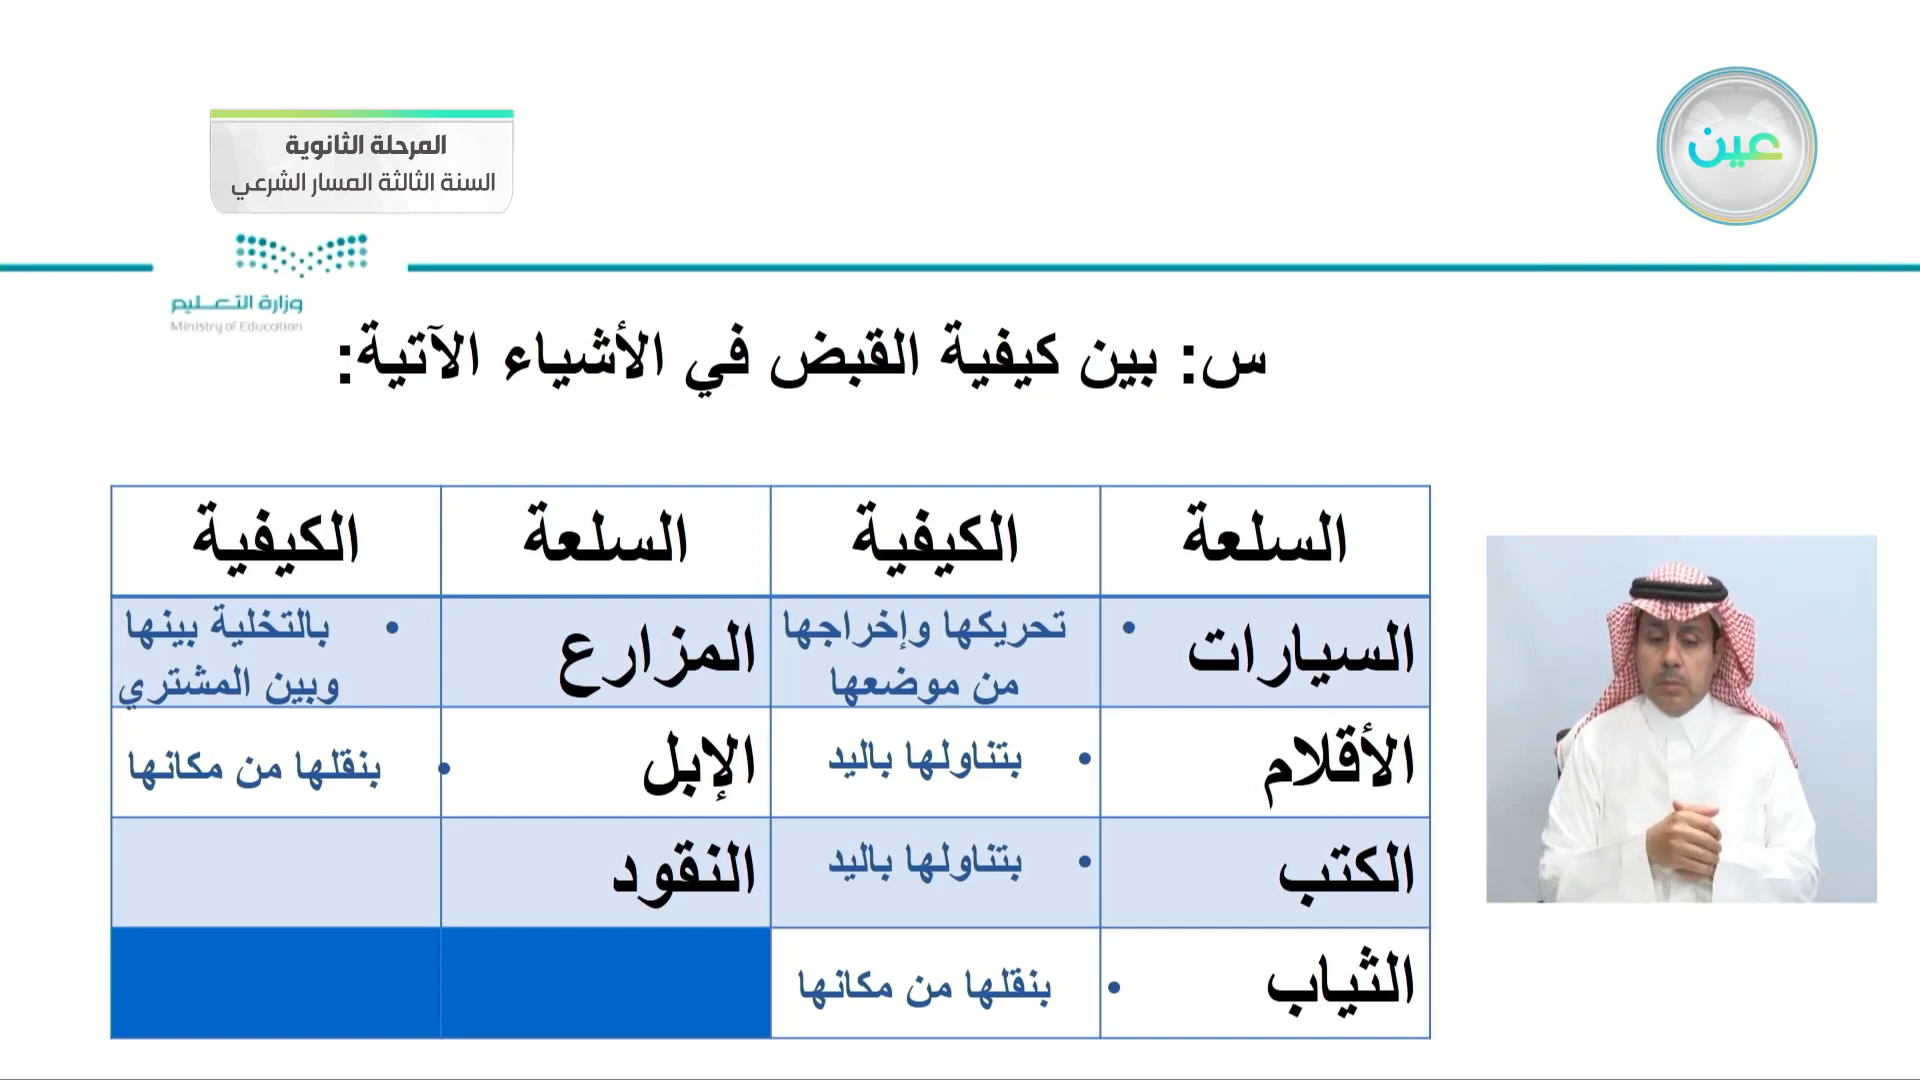 عين
المرحلة الثانوية
السنة الثالثة المسار الشرعي
وزارة التعـــليم
Ministry of Education
س: بين كيفية القبض في الأشياء الآتية:
السلعة الكيفية السلعة الكيفية
السيارات • تحريكها وإخراجها من موضعها المزارع • بالتخلية بينها وبين المشتري
الأقلام • بتناولها باليد الإبل • بنقلها من مكانها
الكتب • بتناولها باليد النقود
الثياب • بنقلها من مكانها